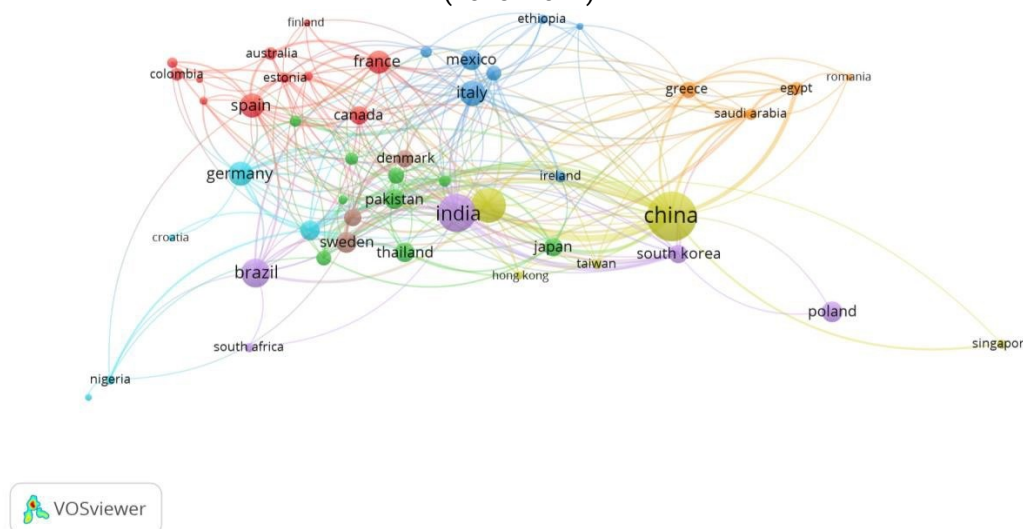 finland
ethiopia
australia
france
mexico
colombia
estonia
romania
greece
egypt
italy
spain
canada
saudi arabia
denmark
germany
ireland
pakistan
india
china
croatia
sweden
thailand
japan
south korea
taiwan
brazil
hong kong
poland
south africa
singapor
nigeria
VOSviewer